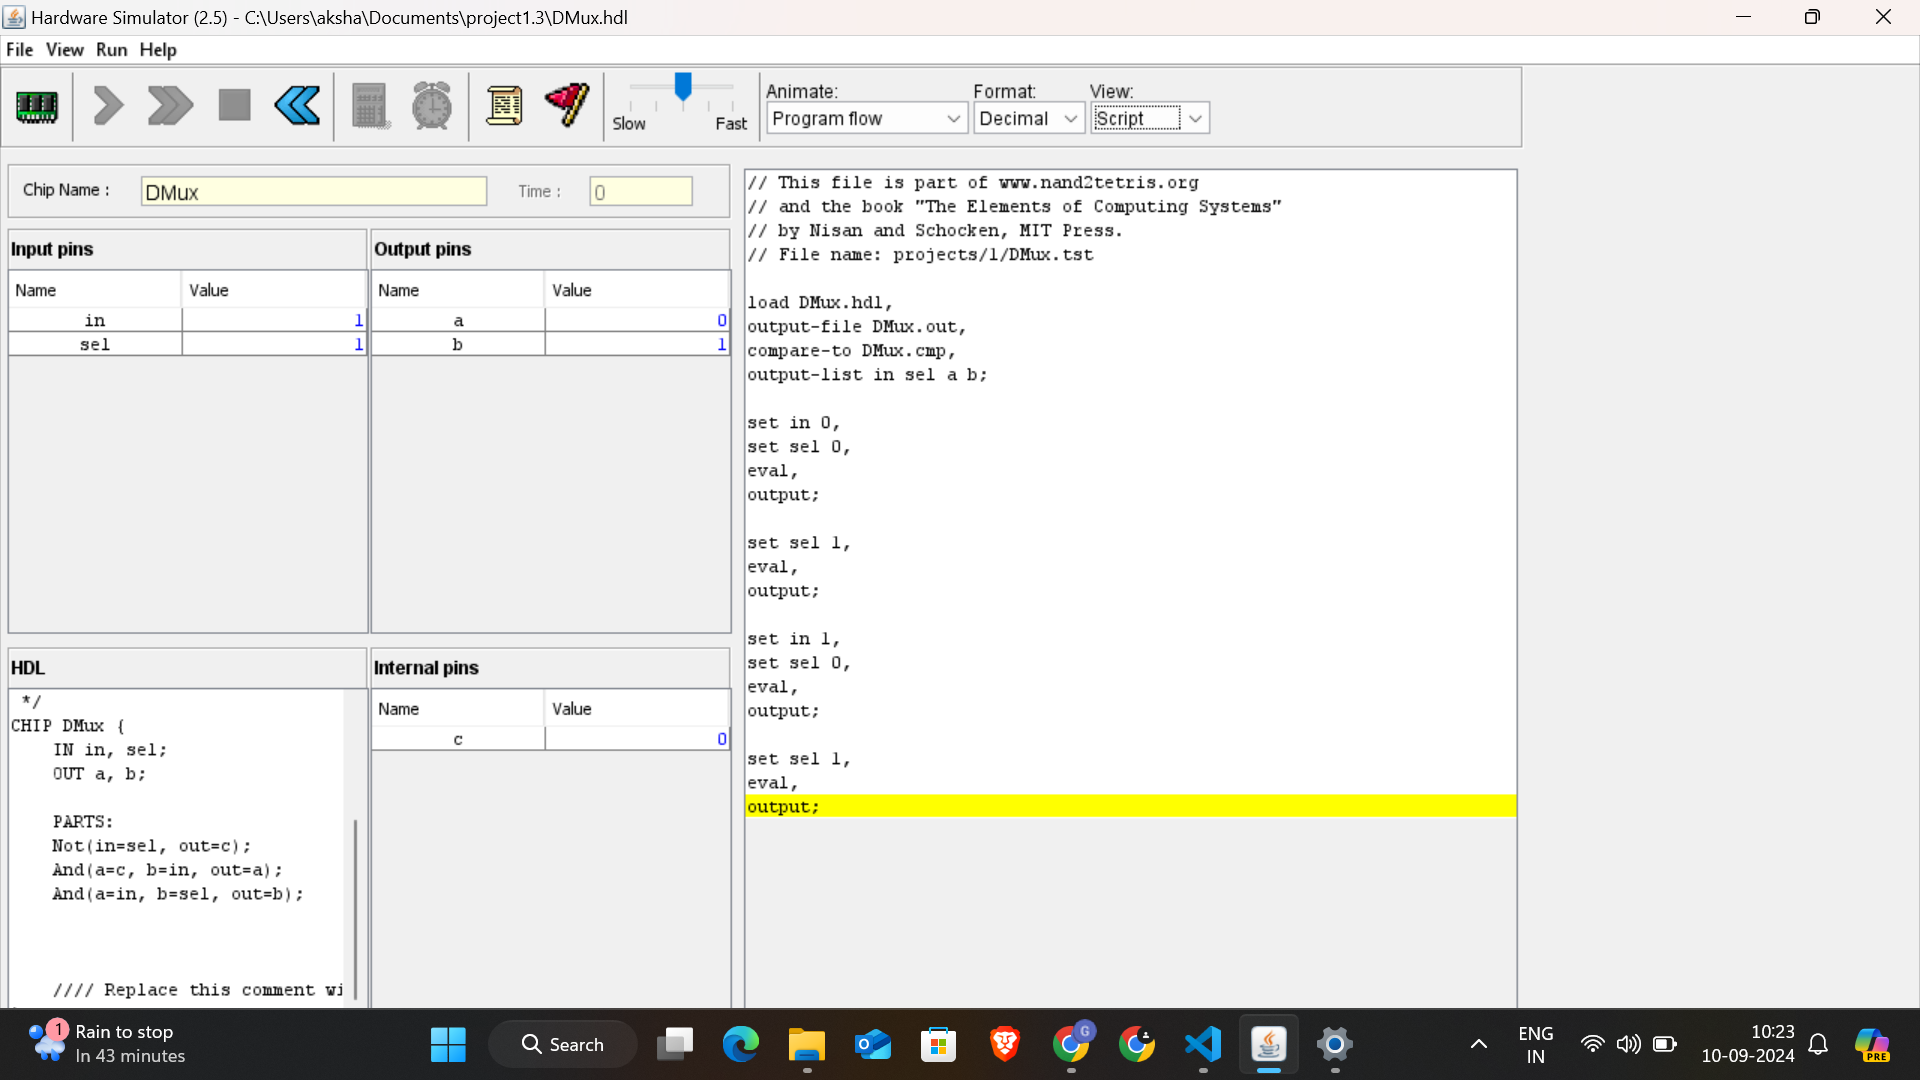 Hardware Simulator (2.5) - C:\Users\aksha\Documents\project1.3\DMux.hdl
File View Run Help
Slow Fast
Animate: Format: View:
Program flow Decimal Script
Chip Name : DMux Time : 0
Input pins
Name Value
in 1
sel 1
Output pins
Name Value
a 0
b 1
HDL
*/
CHIP DMux {
IN in, sel;
OUT a, b;
PARTS:
Not(in=sel, out=c);
And(a=c, b=in, out=a);
And(a=in, b=sel, out=b);
//// Replace this comment wi
Internal pins
Name Value
c 0
// This file is part of www.nand2tetris.org
// and the book "The Elements of Computing Systems"
// by Nisan and Schocken, MIT Press.
// File name: projects/1/DMux.tst
load DMux.hdl,
output-file DMux.out,
compare-to DMux.cmp,
output-list in sel a b;
set in 0,
set sel 0,
eval,
output;
set sel 1,
eval,
output;
set in 1,
set sel 0,
eval,
output;
set sel 1,
eval,
output;
1
Rain to stop
In 43 minutes
Search
G
ENG
IN
10:23
10-09-2024
PRE